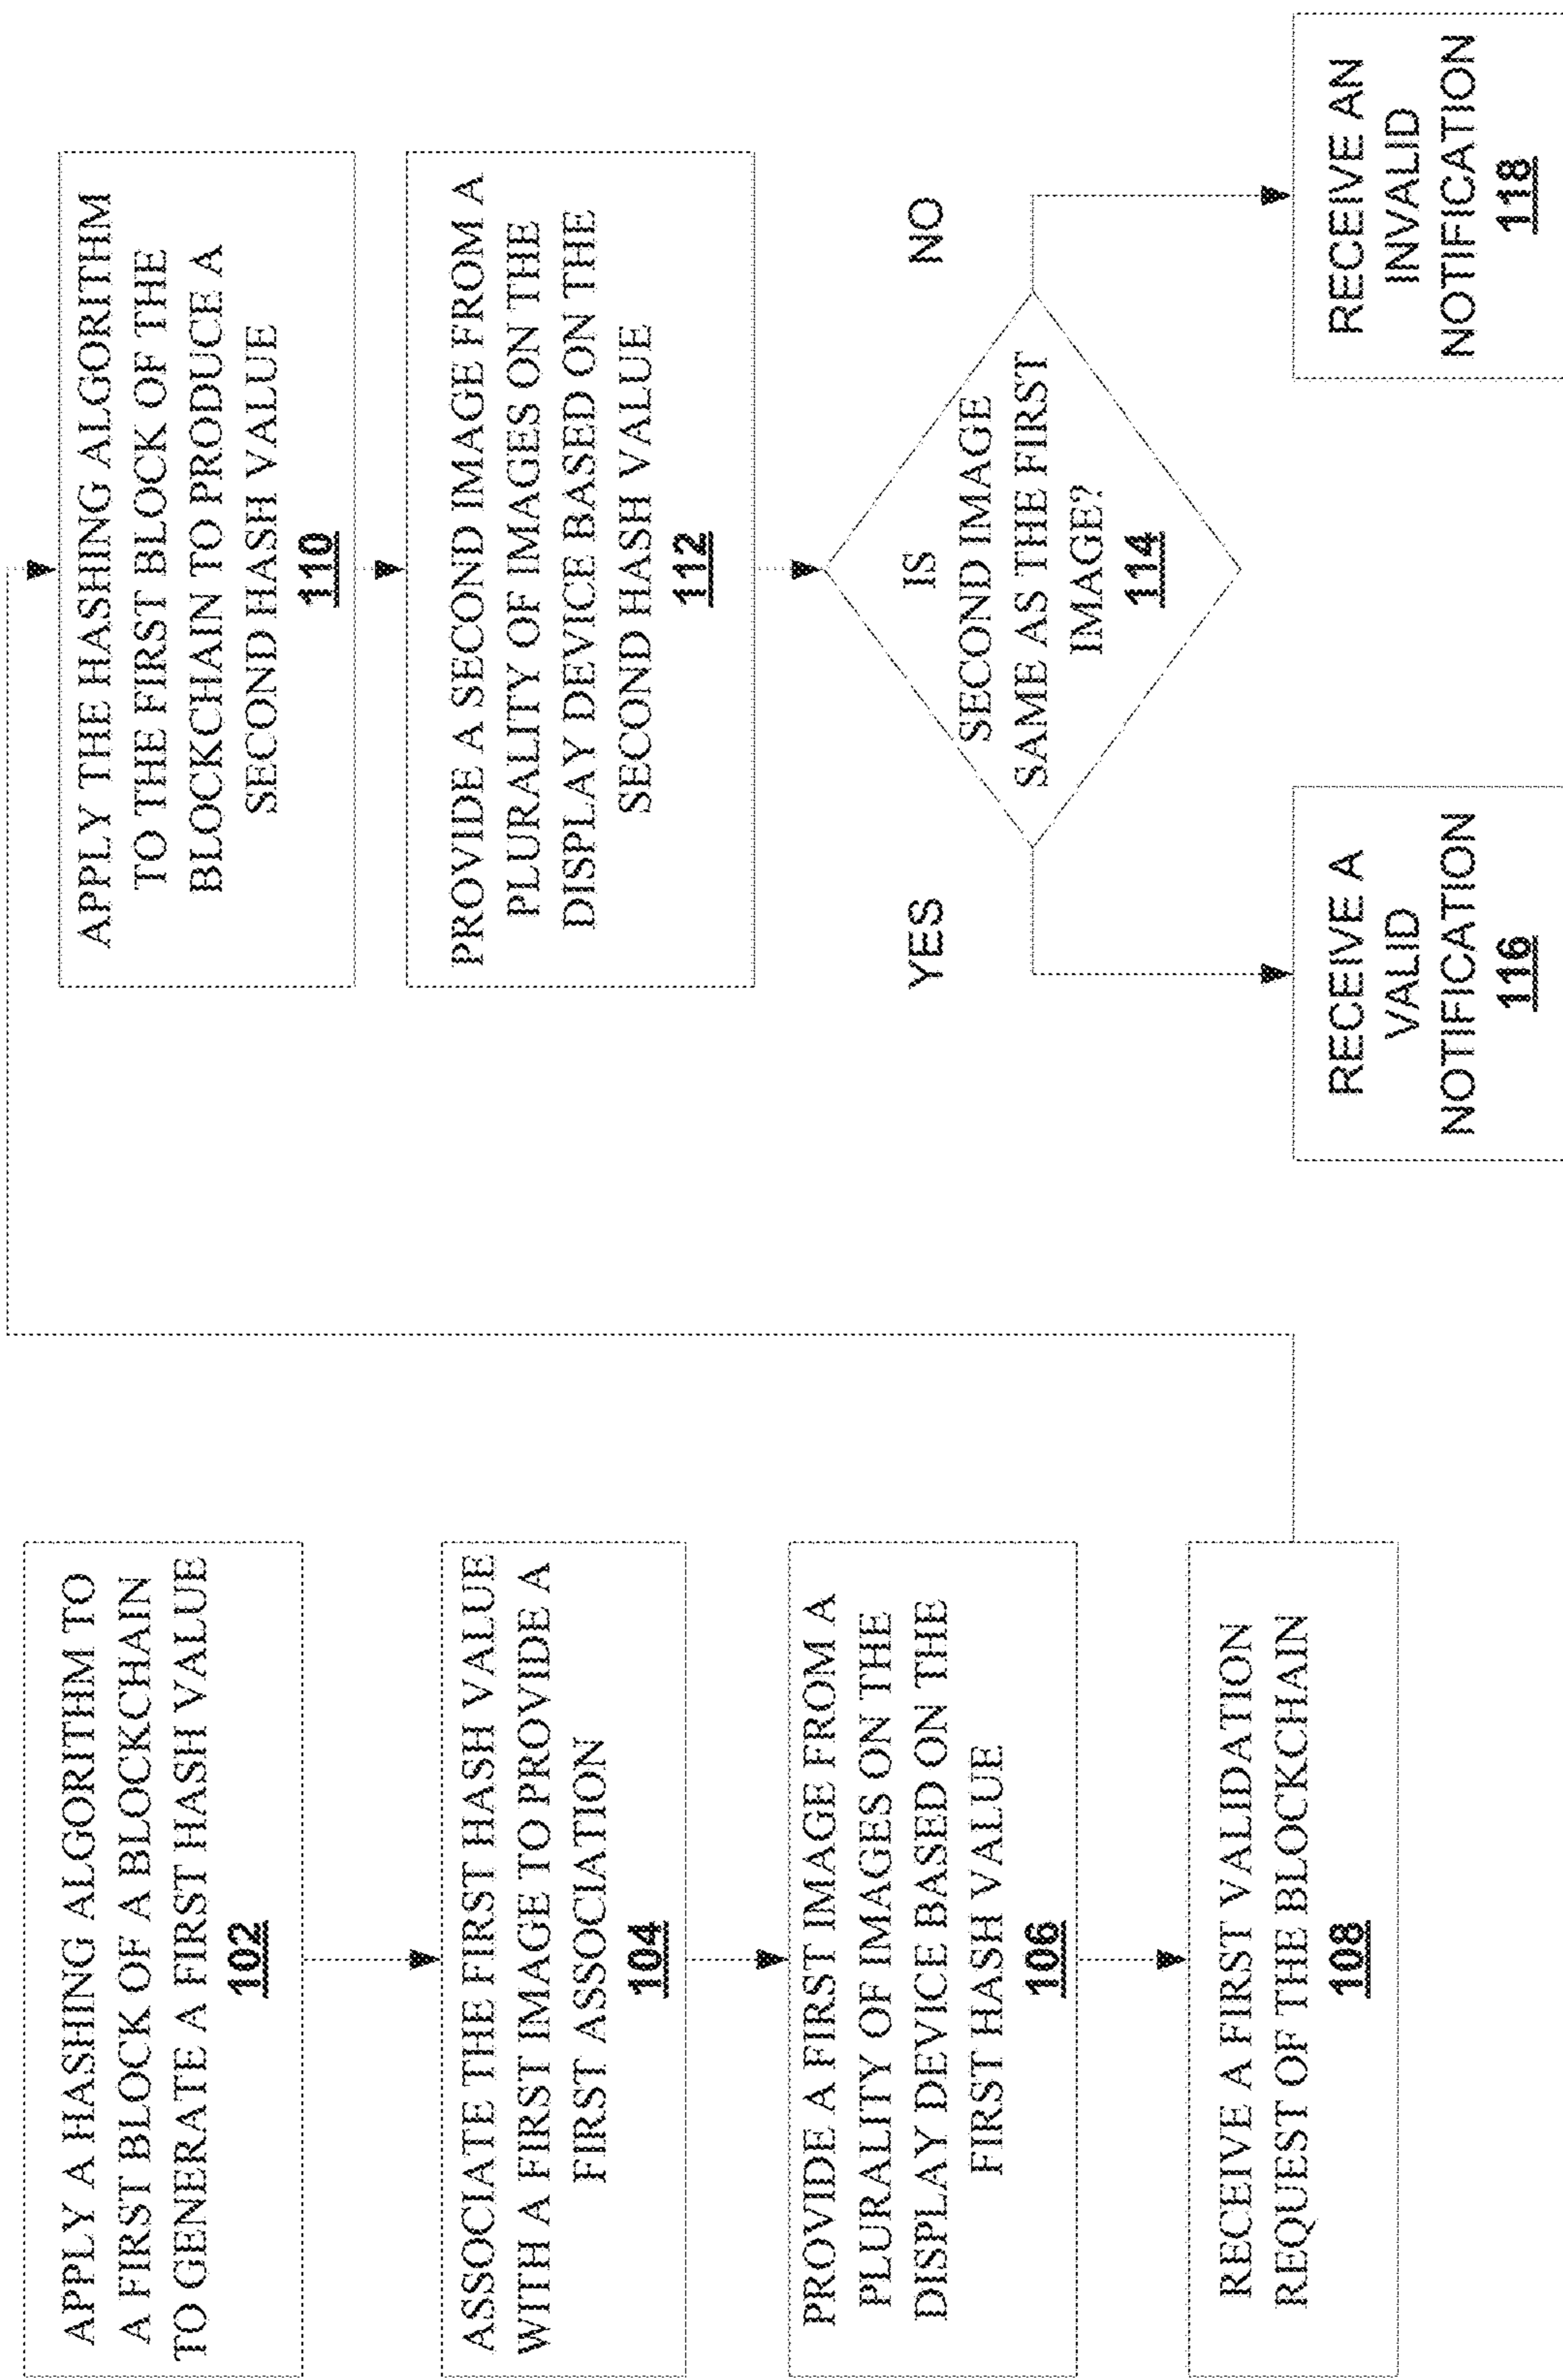 APPLY A HASHING ALGORITHM TO
A FIRST BLOCK OF A BLOCKCHAIN
TO GENERATE A FIRST HASH VALUE
102
ASSOCIATE THE FIRST HASH VALUE
WITH A FIRST IMAGE TO PROVIDE A
FIRST ASSOCIATION
104
PROVIDE A FIRST IMAGE FROM A
PLURALITY OF IMAGES ON THE
DISPLAY DEVICE BASED ON THE
FIRST HASH VALUE
106
RECEIVE A FIRST VALIDATION
REQUEST OF THE BLOCKCHAIN
108
APPLY THE HASHING ALGORITHM
TO THE FIRST BLOCK OF THE
BLOCKCHAIN TO PRODUCE A
SECOND HASH VALUE
110
PROVIDE A SECOND IMAGE FROM A
PLURALITY OF IMAGES ON THE
DISPLAY DEVICE BASED ON THE
SECOND HASH VALUE
112
IS
SECOND IMAGE
SAME AS THE FIRST
IMAGE?
114
YES
NO
RECEIVE A
VALID
NOTIFICATION
116
RECEIVE AN
INVALID
NOTIFICATION
118